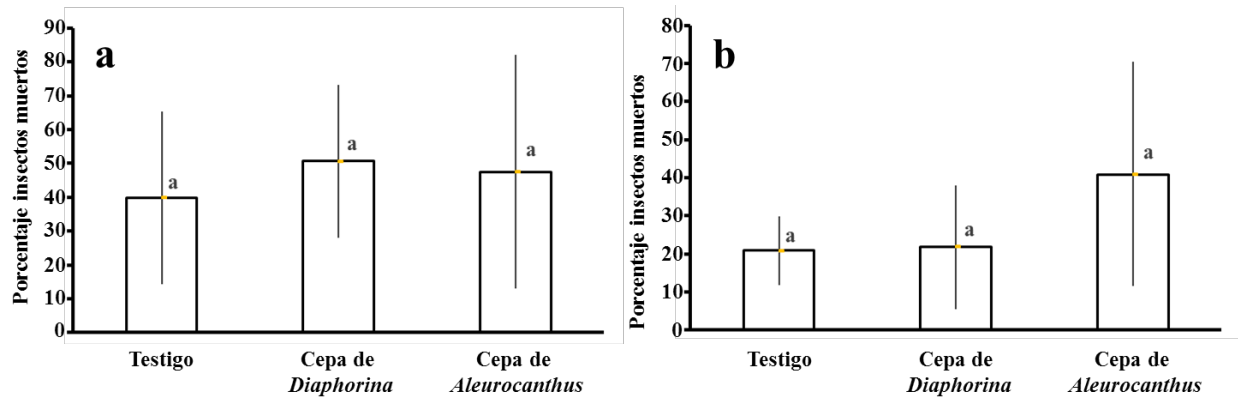 a
Porcentaje insectos muertos
90
80
70
60
50
40
30
20
10
0
a
a
a
Testigo
Cepa de
Diaphorina
Cepa de
Aleurocanthus
b
Porcentaje insectos muertos
80
70
60
50
40
30
20
10
0
a
a
a
Testigo
Cepa de
Diaphorina
Cepa de
Aleurocanthus